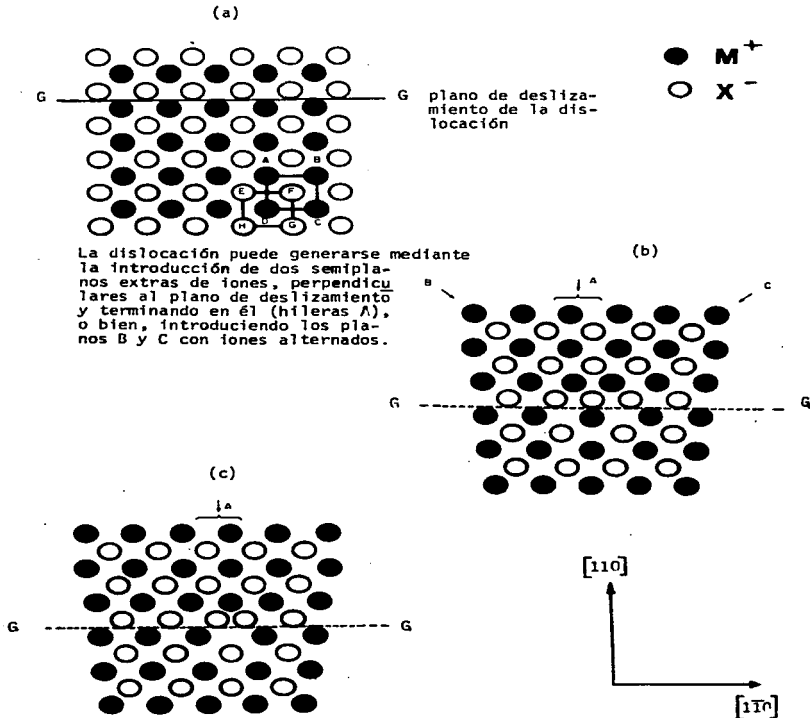 (a)
M+
X−
G G
plano de desliza-
miento de la dis-
locación
A B
E F
D C
H G
La dislocación puede generarse mediante
la introducción de dos semipla-
nos extras de iones, perpendicu
lares al plano de deslizamiento
y terminando en él (hileras A),
o bien, introduciendo los pla-
nos B y C con iones alternados.
(b)
B A C
G G
(c)
A
G G
[110]
[11̅0]